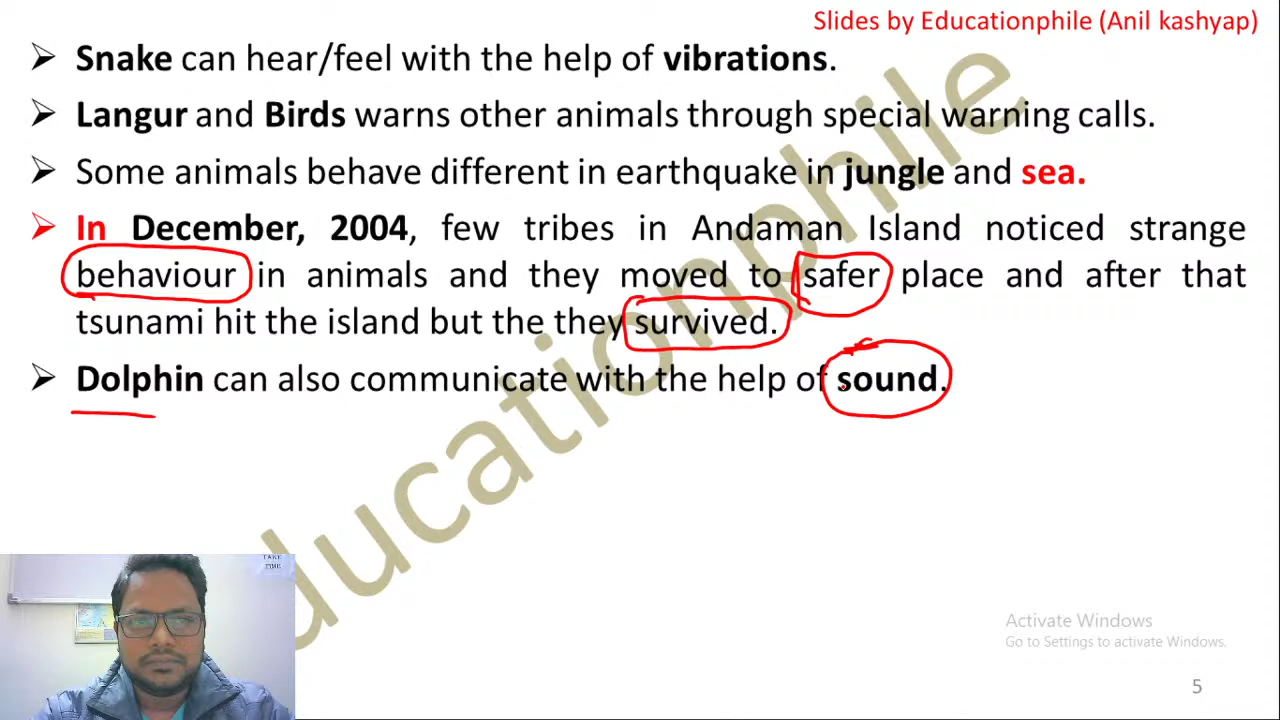 Slides by Educationphile (Anil kashyap)
➢ Snake can hear/feel with the help of vibrations.
➢ Langur and Birds warns other animals through special warning calls.
➢ Some animals behave different in earthquake in jungle and sea.
➢ In December, 2004, few tribes in Andaman Island noticed strange
behaviour in animals and they moved to safer place and after that
tsunami hit the island but the they survived.
➢ Dolphin can also communicate with the help of sound.
Educationphile
TAKE
TIME
Activate Windows
Go to Settings to activate Windows.
5